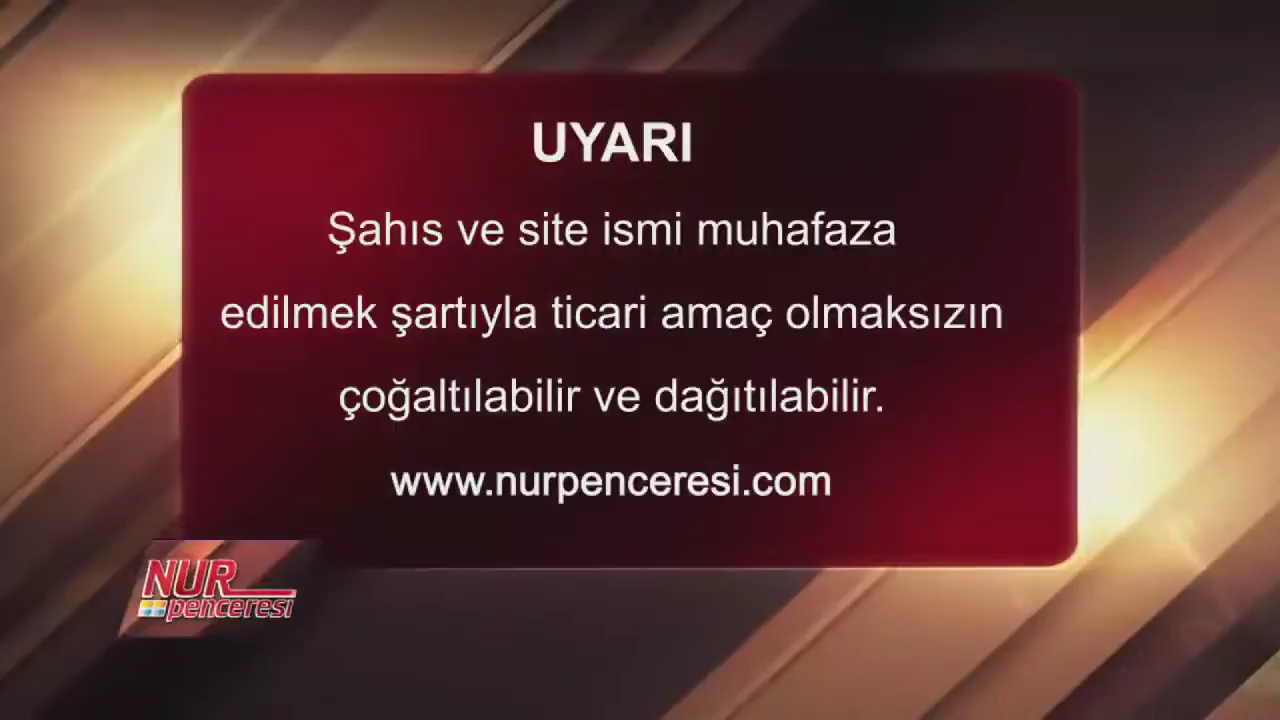 UYARI
Şahıs ve site ismi muhafaza
edilmek şartıyla ticari amaç olmaksızın
çoğaltılabilir ve dağıtılabilir.
www.nurpenceresi.com
NUR
penceresi